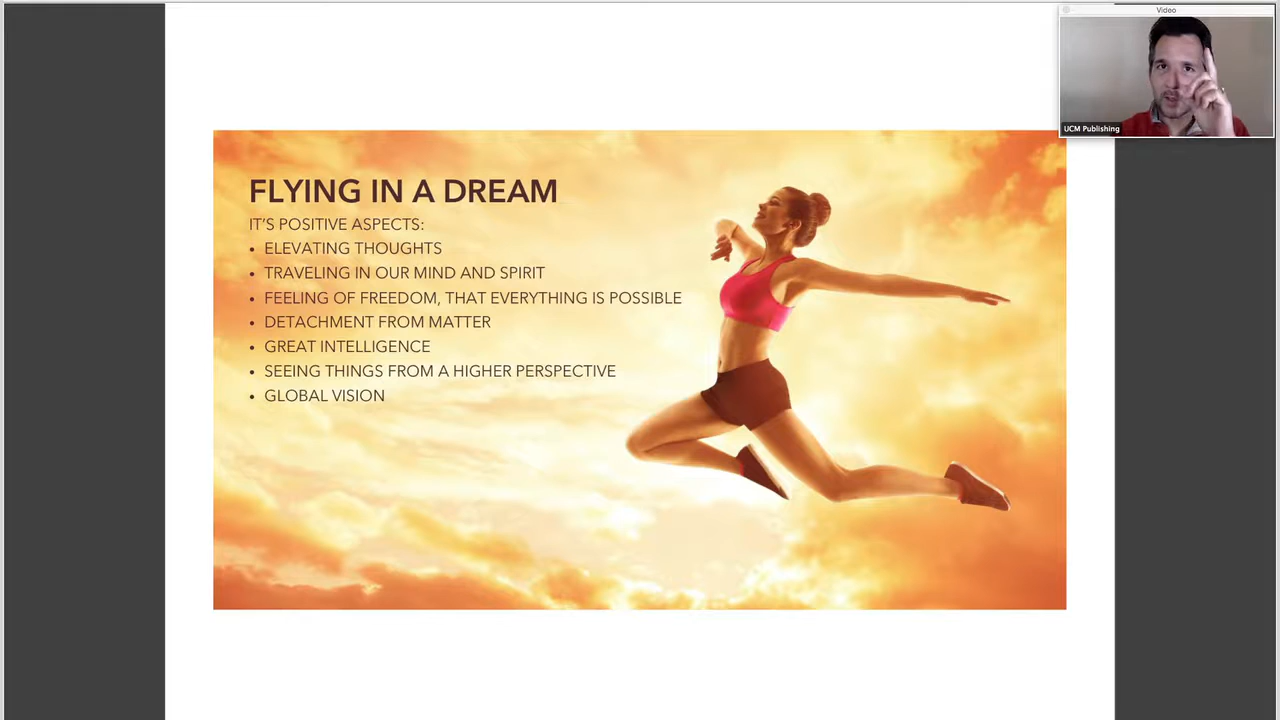 Video
UCM Publishing
FLYING IN A DREAM
IT'S POSITIVE ASPECTS:
• ELEVATING THOUGHTS
• TRAVELING IN OUR MIND AND SPIRIT
• FEELING OF FREEDOM, THAT EVERYTHING IS POSSIBLE
• DETACHMENT FROM MATTER
• GREAT INTELLIGENCE
• SEEING THINGS FROM A HIGHER PERSPECTIVE
• GLOBAL VISION